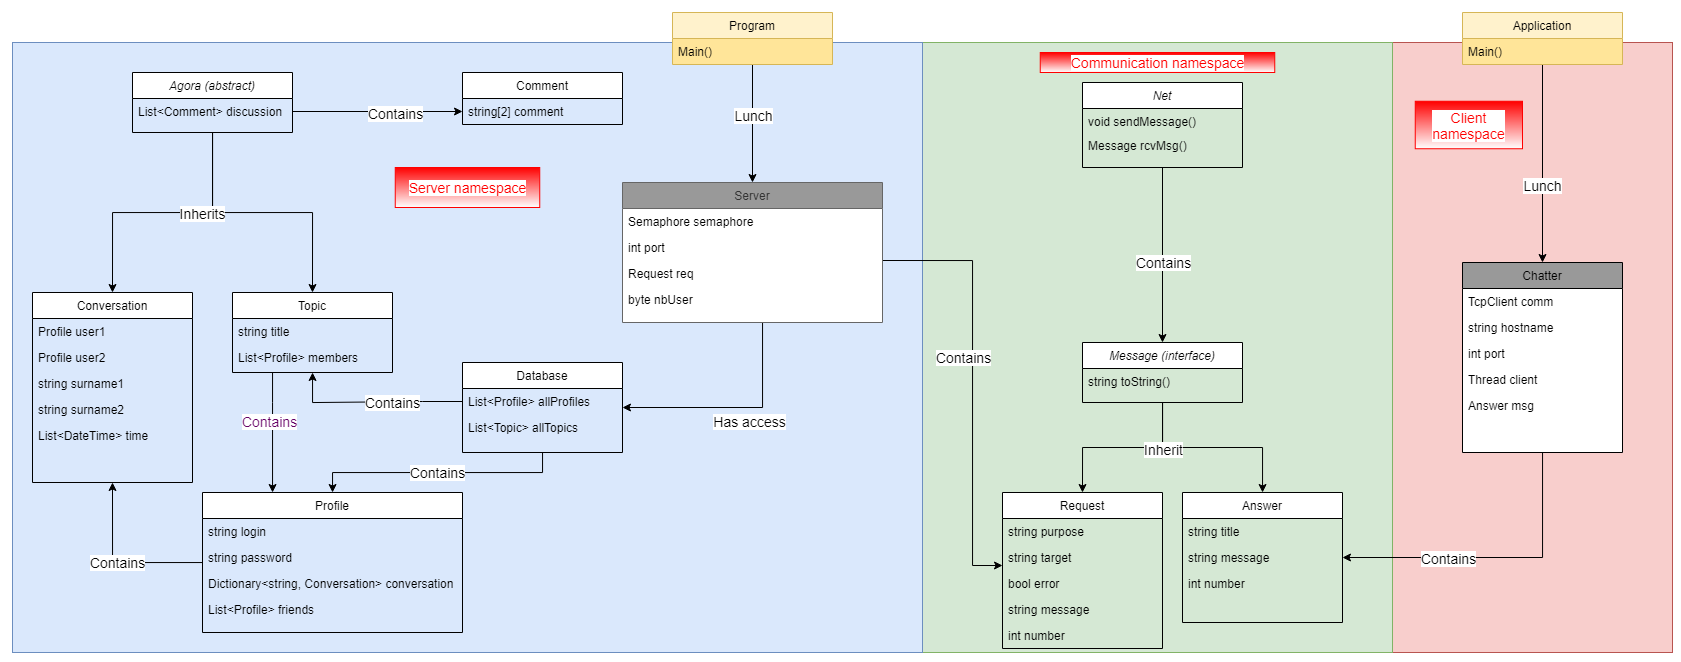 Program
Main()
Application
Main()
Agora (abstract)
List<Comment> discussion
Contains
Comment
string[2] comment
Lunch
Communication namespace
Net
void sendMessage()
Message rcvMsg()
Client
namespace
Server namespace
Inherits
Server
Semaphore semaphore
int port
Request req
byte nbUser
Lunch
Contains
Chatter
TcpClient comm
string hostname
int port
Thread client
Answer msg
Conversation
Profile user1
Profile user2
string surname1
string surname2
List<DateTime> time
Topic
string title
List<Profile> members
Contains
Contains
Database
List<Profile> allProfiles
List<Topic> allTopics
Has access
Contains
Contains
Message (interface)
string toString()
Inherit
Profile
string login
string password
Dictionary<string, Conversation> conversation
List<Profile> friends
Contains
Request
string purpose
string target
bool error
string message
int number
Answer
string title
string message
int number
Contains